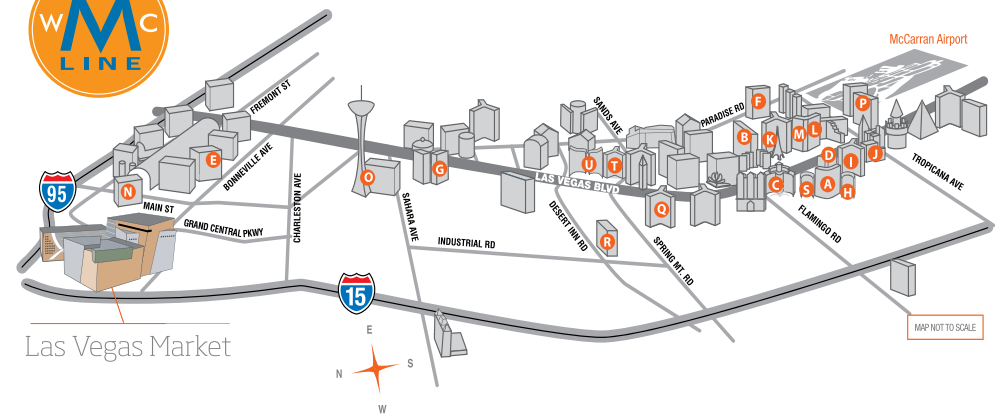 W M C
LINE
McCarran Airport
FREMONT ST
SANDS AVE
PARADISE RD
F
P
B
K
M
L
E
BONNEVILLE AVE
G
U
T
D
I
J
TROPICANA AVE
95
N
O
LAS VEGAS BLVD
C
S
A
H
MAIN ST
CHARLESTON AVE
SAHARA AVE
Q
GRAND CENTRAL PKWY
DESERT INN RD
FLAMINGO RD
INDUSTRIAL RD
R
SPRING MT. RD
15
MAP NOT TO SCALE
Las Vegas Market
E
N
S
W